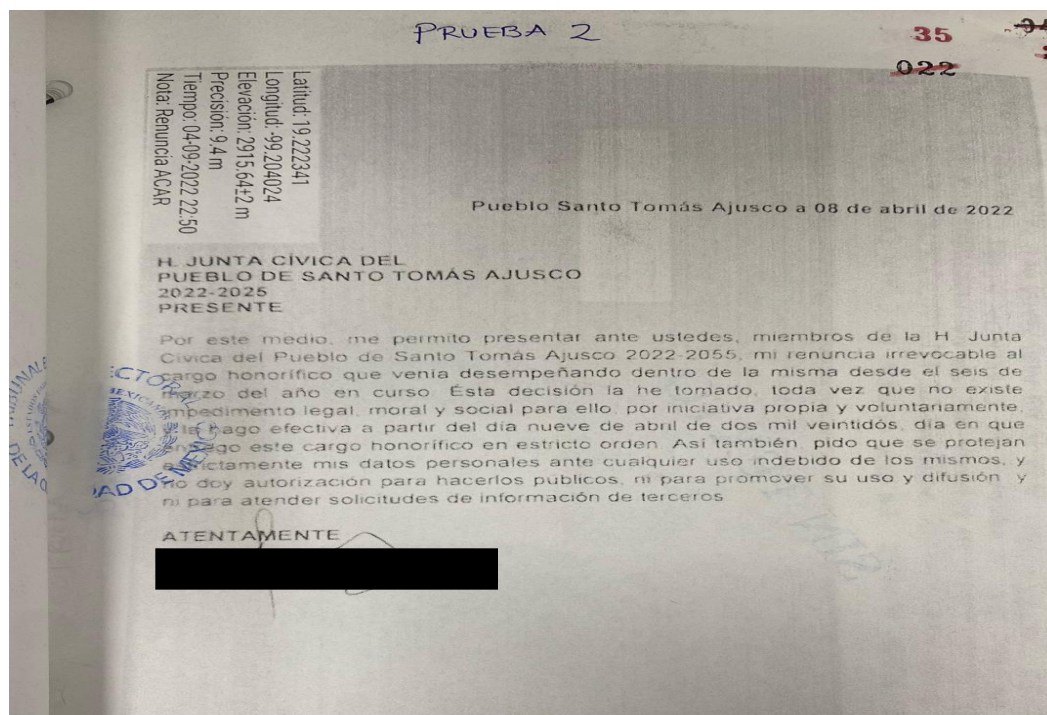 PRUEBA 2
35
022
Latitud: 19.222341
Longitud: -99.204024
Elevación: 2915.64±2 m
Precisión: 9.4 m
Tiempo: 04-09-2022 22:50
Nota: Renuncia ACAR
Pueblo Santo Tomás Ajusco a 08 de abril de 2022
H. JUNTA CÍVICA DEL
PUEBLO DE SANTO TOMÁS AJUSCO
2022-2025
PRESENTE
Por este medio, me permito presentar ante ustedes, miembros de la H. Junta
Cívica del Pueblo de Santo Tomás Ajusco 2022-2055, mi renuncia irrevocable al
cargo honorífico que venía desempeñando dentro de la misma desde el seis de
marzo del año en curso. Esta decisión la he tomado, toda vez que no existe
impedimento legal, moral y social para ello, por iniciativa propia y voluntariamente,
la hago efectiva a partir del día nueve de abril de dos mil veintidós, día en que
este cargo honorífico en estricto orden. Así también, pido que se protejan
estrictamente mis datos personales ante cualquier uso indebido de los mismos, y
no doy autorización para hacerlos públicos, ni para promover su uso y difusión y
ni para atender solicitudes de información de terceros
ATENTAMENTE